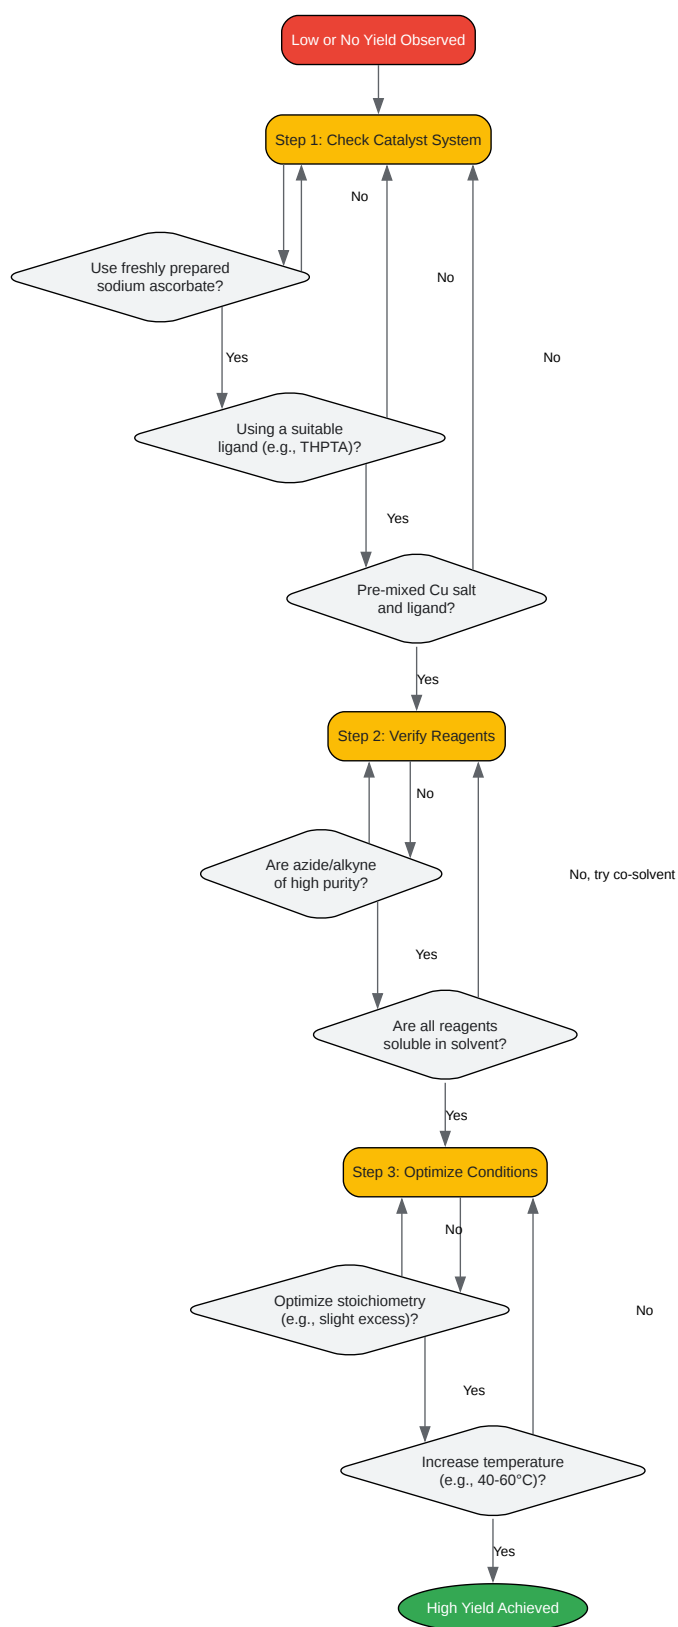 Low or No Yield Observed
Step 1: Check Catalyst System
No
Use freshly prepared
sodium ascorbate?
No
Yes
No
Using a suitable
ligand (e.g., THPTA)?
Yes
Pre-mixed Cu salt
and ligand?
Yes
Step 2: Verify Reagents
No
Are azide/alkyne
of high purity?
No, try co-solvent
Yes
Are all reagents
soluble in solvent?
Yes
Step 3: Optimize Conditions
No
Optimize stoichiometry
(e.g., slight excess)?
No
Yes
Increase temperature
(e.g., 40-60°C)?
Yes
High Yield Achieved